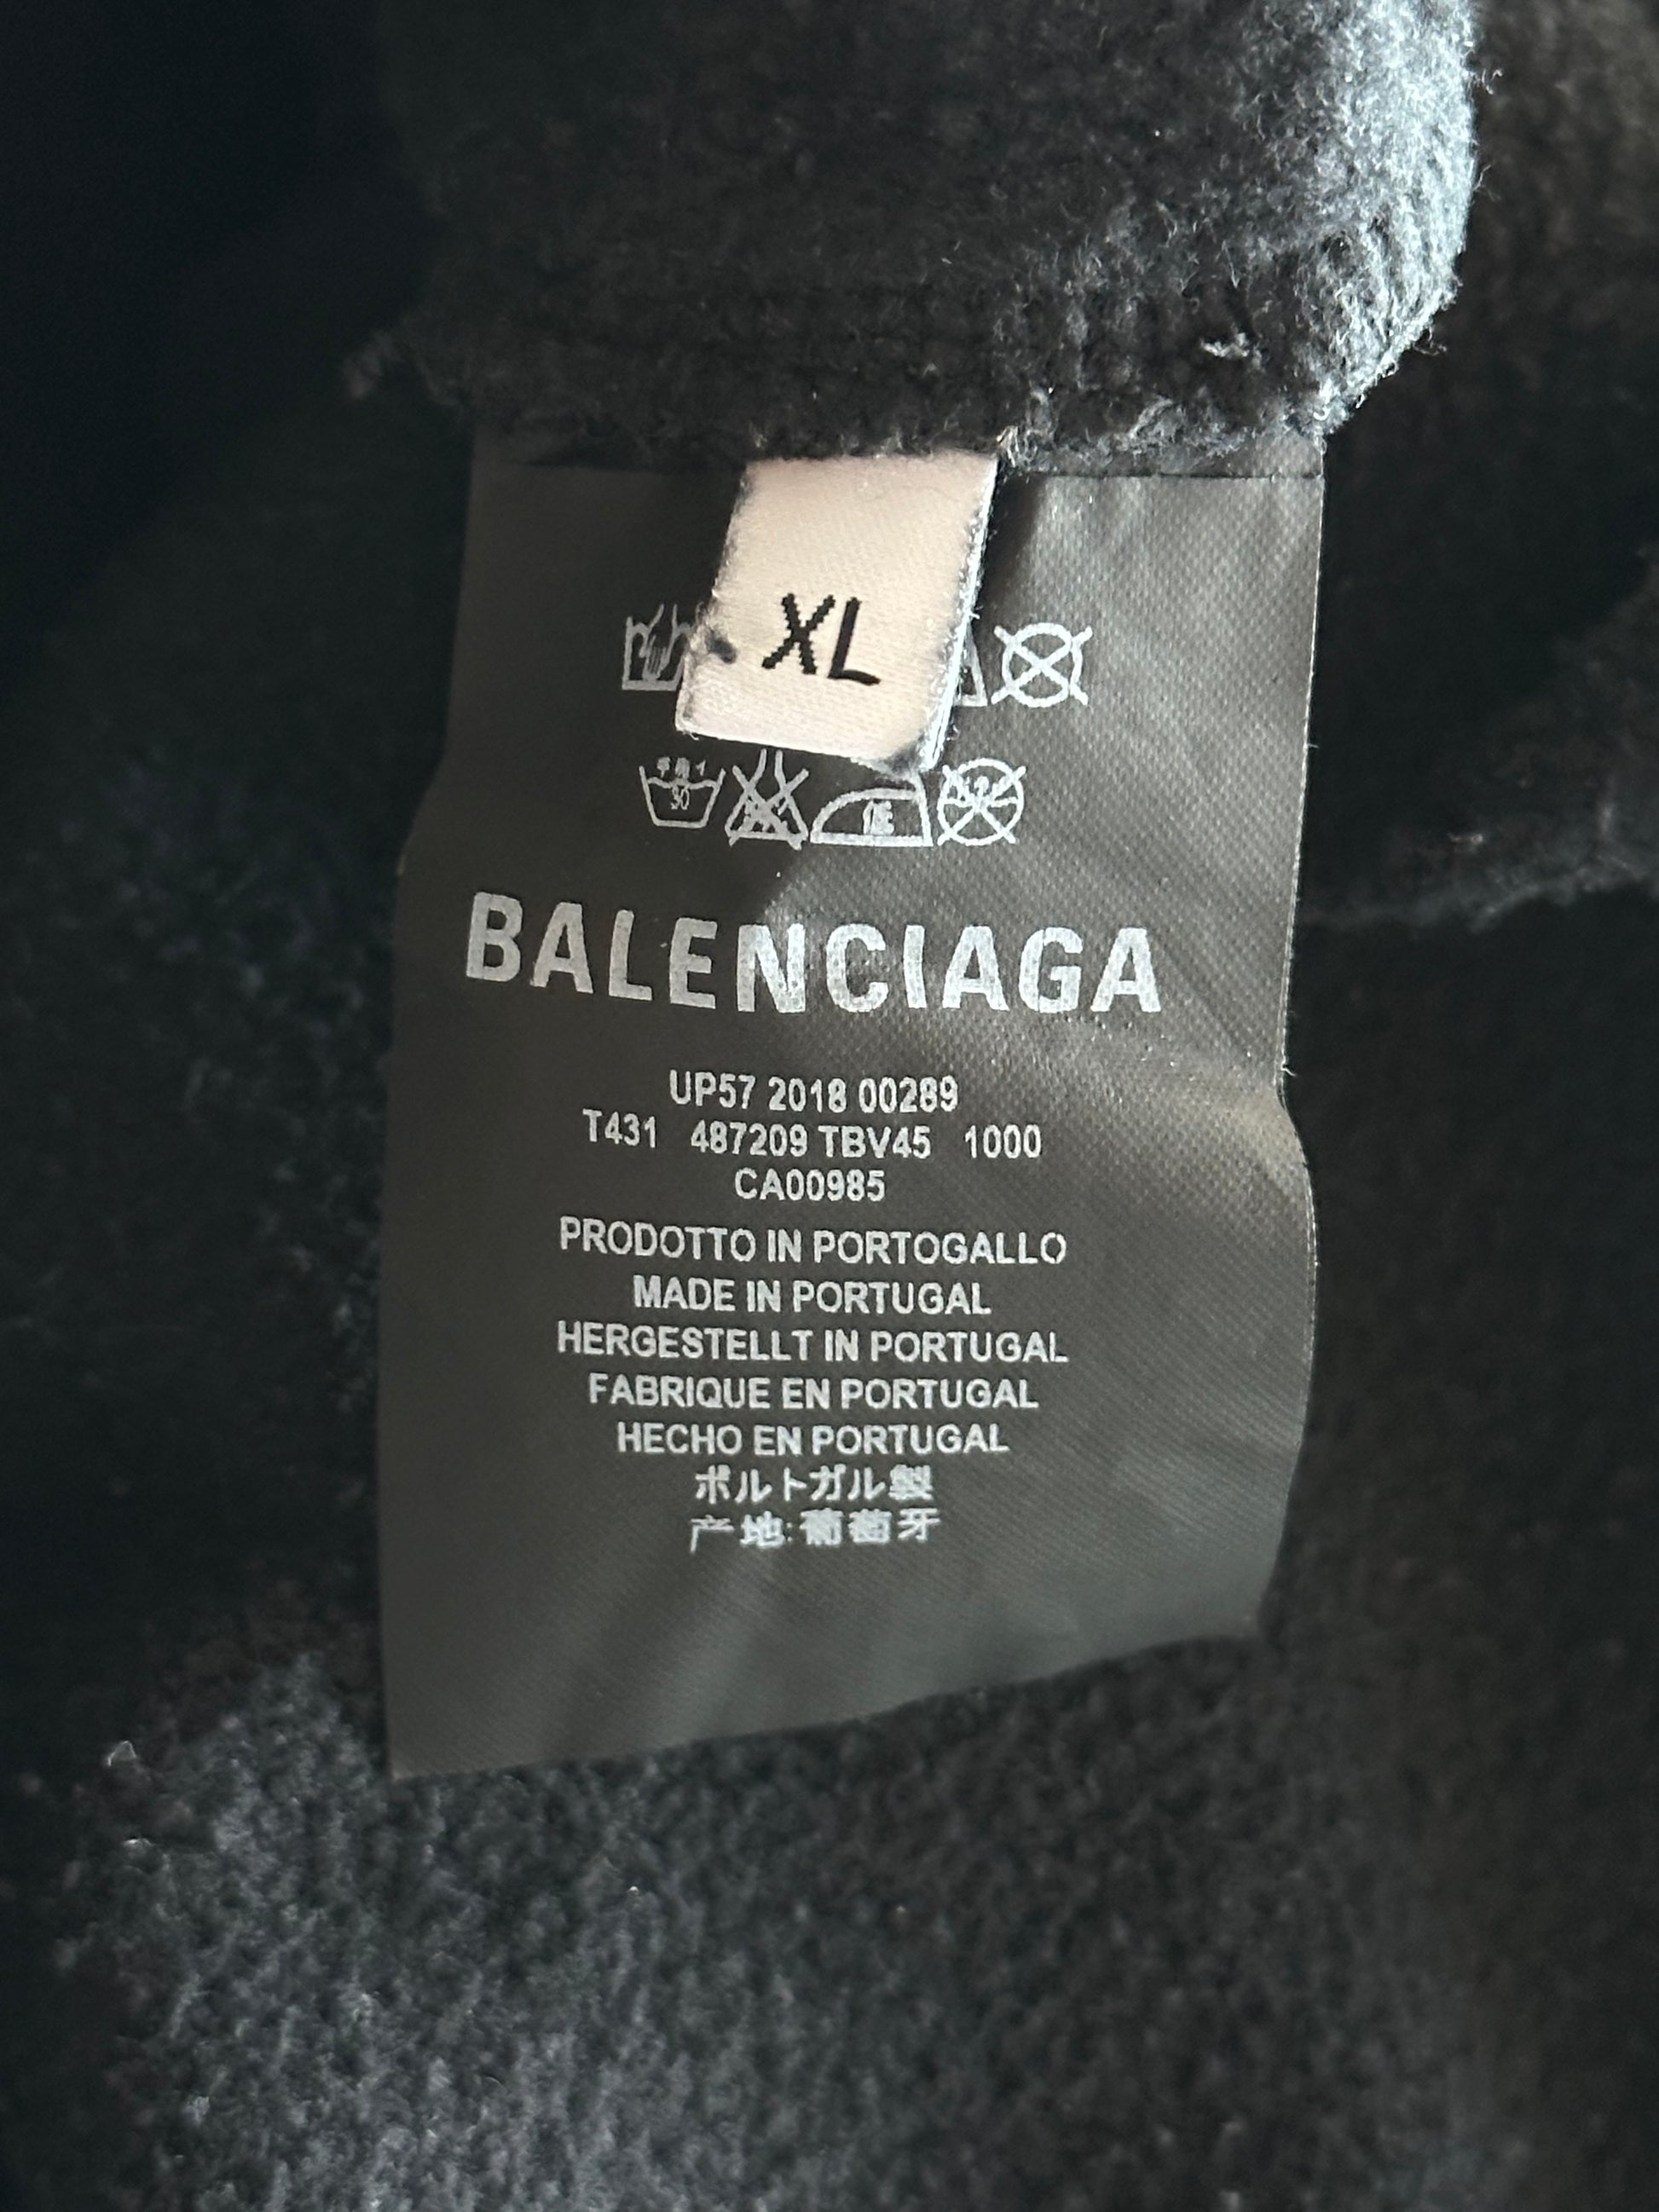 XL
BALENCIAGA
UP57 2018 00289
T431 487209 TBV45 1000
CA00985
PRODOTTO IN PORTOGALLO
MADE IN PORTUGAL
HERGESTELLT IN PORTUGAL
FABRIQUE EN PORTUGAL
HECHO EN PORTUGAL
ポルトガル製
产地:葡萄牙